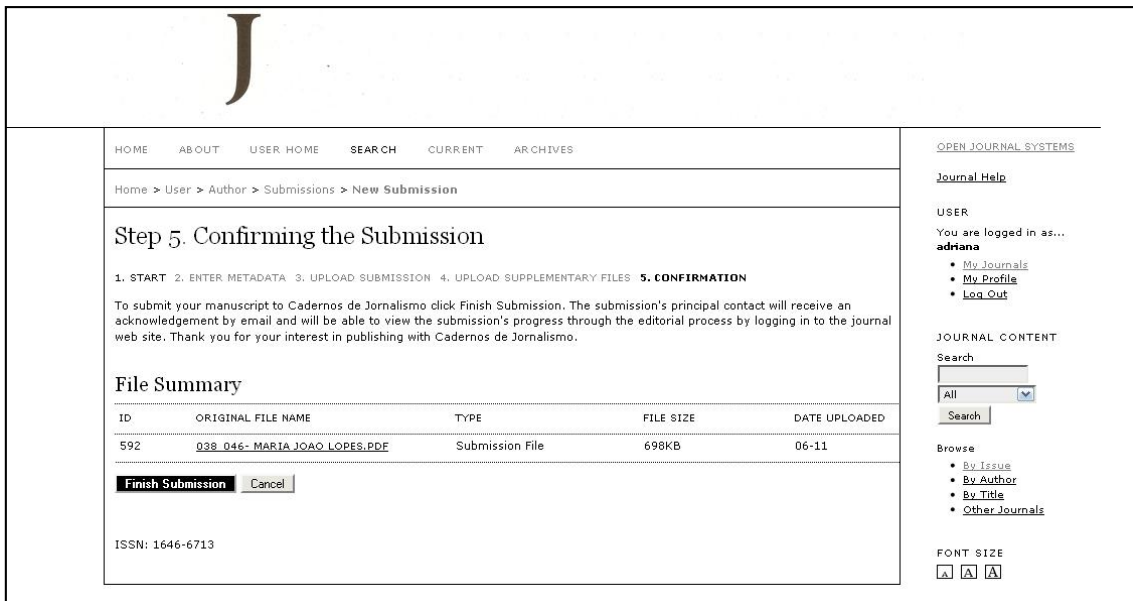 J
HOME ABOUT USER HOME SEARCH CURRENT ARCHIVES
Home > User > Author > Submissions > New Submission
Step 5. Confirming the Submission
1. START 2. ENTER METADATA 3. UPLOAD SUBMISSION 4. UPLOAD SUPPLEMENTARY FILES 5. CONFIRMATION
To submit your manuscript to Cadernos de Jornalismo click Finish Submission. The submission's principal contact will receive an
acknowledgement by email and will be able to view the submission's progress through the editorial process by logging in to the journal
web site. Thank you for your interest in publishing with Cadernos de Jornalismo.
File Summary
ID ORIGINAL FILE NAME TYPE FILE SIZE DATE UPLOADED
592 038_046- MARIA JOAO LOPES.PDF Submission File 698KB 06-11
Finish Submission Cancel
ISSN: 1646-6713
OPEN JOURNAL SYSTEMS
Journal Help
USER
You are logged in as...
adriana
• My Journals
• My Profile
• Log Out
JOURNAL CONTENT
Search
All
Search
Browse
• By Issue
• By Author
• By Title
• Other Journals
FONT SIZE
A A A